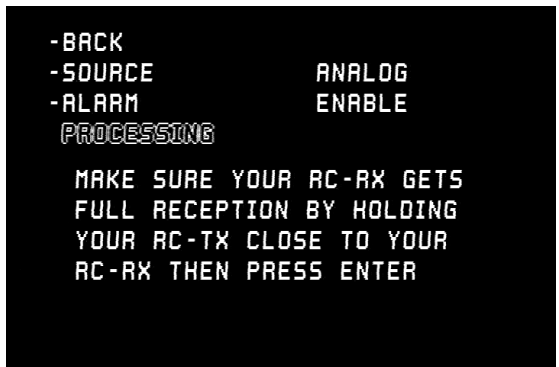 -BACK
-SOURCE ANALOG
-ALARM ENABLE
PROCESSING
MAKE SURE YOUR RC-RX GETS
FULL RECEPTION BY HOLDING
YOUR RC-TX CLOSE TO YOUR
RC-RX THEN PRESS ENTER